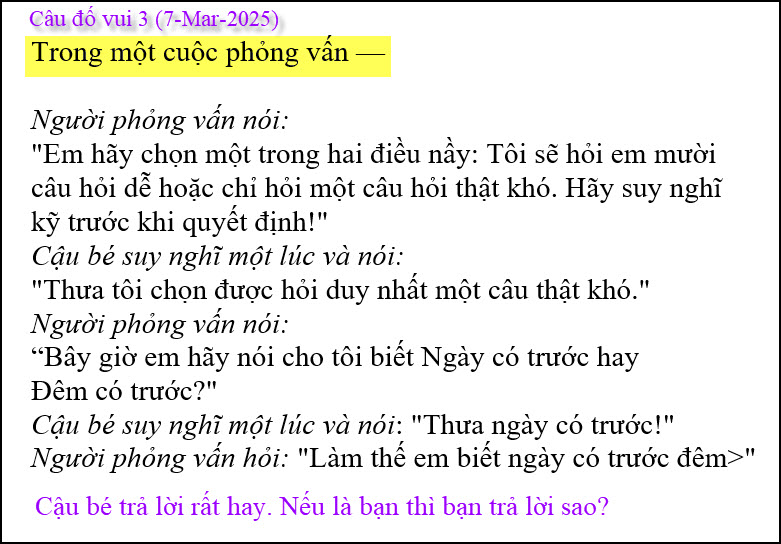 Câu đố vui 3 (7-Mar-2025)
Trong một cuộc phỏng vấn —
Người phỏng vấn nói:
"Em hãy chọn một trong hai điều nầy: Tôi sẽ hỏi em mười
câu hỏi dễ hoặc chỉ hỏi một câu hỏi thật khó. Hãy suy nghĩ
kỹ trước khi quyết định!"
Cậu bé suy nghĩ một lúc và nói:
"Thưa tôi chọn được hỏi duy nhất một câu thật khó."
Người phỏng vấn nói:
“Bây giờ em hãy nói cho tôi biết Ngày có trước hay
Đêm có trước?"
Cậu bé suy nghĩ một lúc và nói: "Thưa ngày có trước!"
Người phỏng vấn hỏi: "Làm thế em biết ngày có trước đêm>"
Cậu bé trả lời rất hay. Nếu là bạn thì bạn trả lời sao?